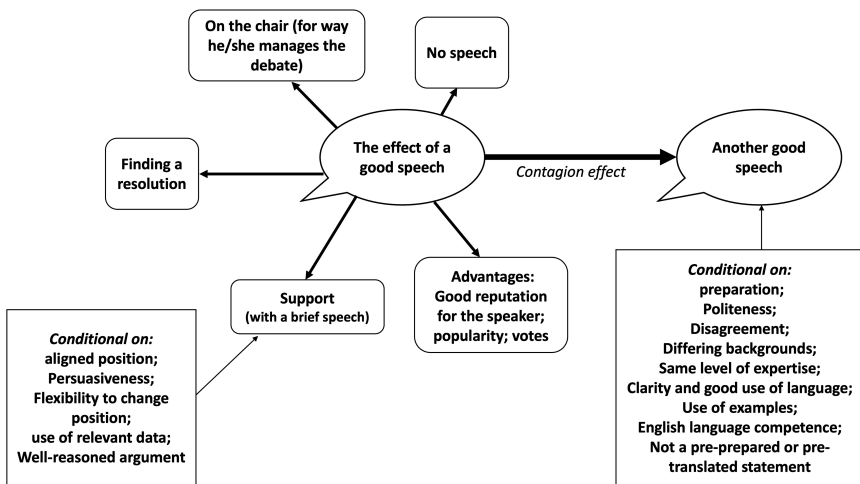 On the chair (for way
he/she manages the
debate)
No speech
The effect of a
good speech
Contagion effect
Another good
speech
Finding a
resolution
Support
(with a brief speech)
Advantages:
Good reputation
for the speaker;
popularity; votes
Conditional on:
aligned position;
Persuasiveness;
Flexibility to change
position;
use of relevant data;
Well-reasoned argument
Conditional on:
preparation;
Politeness;
Disagreement;
Differing backgrounds;
Same level of expertise;
Clarity and good use of language;
Use of examples;
English language competence;
Not a pre-prepared or pre-
translated statement